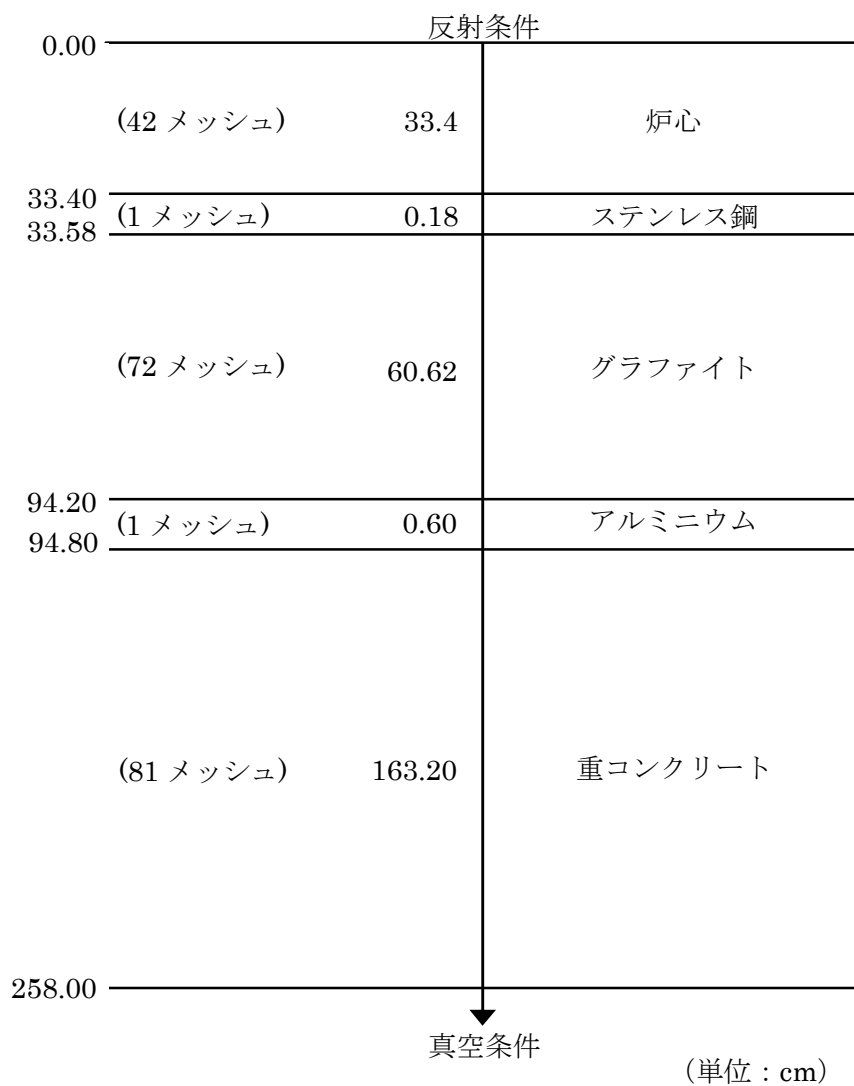 反射条件
0.00
(42 メッシュ) 33.4 炉心
33.40
(1 メッシュ) 0.18 ステンレス鋼
33.58
(72 メッシュ) 60.62 グラファイト
94.20
(1 メッシュ) 0.60 アルミニウム
94.80
(81 メッシュ) 163.20 重コンクリート
258.00
真空条件
(単位:cm)